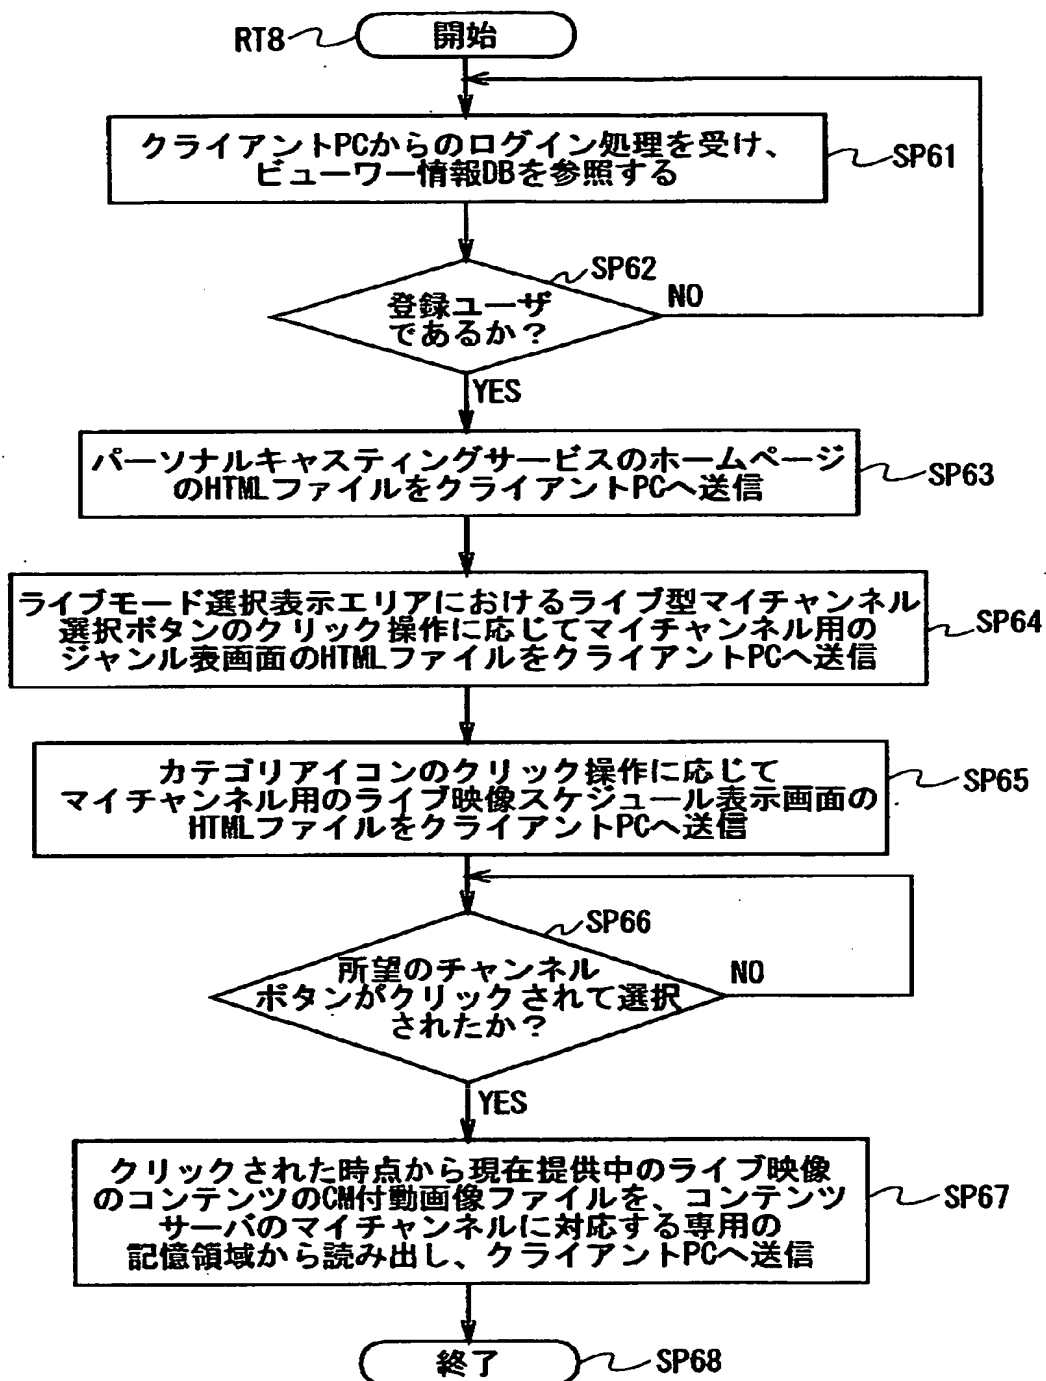 RT8
開始
クライアントPCからのログイン処理を受け、
ビューワー情報DBを参照する
SP61
SP62
登録ユーザ
であるか？
NO
YES
パーソナルキャスティングサービスのホームページ
のHTMLファイルをクライアントPCへ送信
SP63
ライブモード選択表示エリアにおけるライブ型マイチャンネル
選択ボタンのクリック操作に応じてマイチャンネル用の
ジャンル表画面のHTMLファイルをクライアントPCへ送信
SP64
カテゴリアイコンのクリック操作に応じて
マイチャンネル用のライブ映像スケジュール表示画面の
HTMLファイルをクライアントPCへ送信
SP65
SP66
所望のチャンネル
ボタンがクリックされて選択
されたか？
NO
YES
クリックされた時点から現在提供中のライブ映像
のコンテンツのCM付動画像ファイルを、コンテンツ
サーバのマイチャンネルに対応する専用の
記憶領域から読み出し、クライアントPCへ送信
SP67
終了
SP68